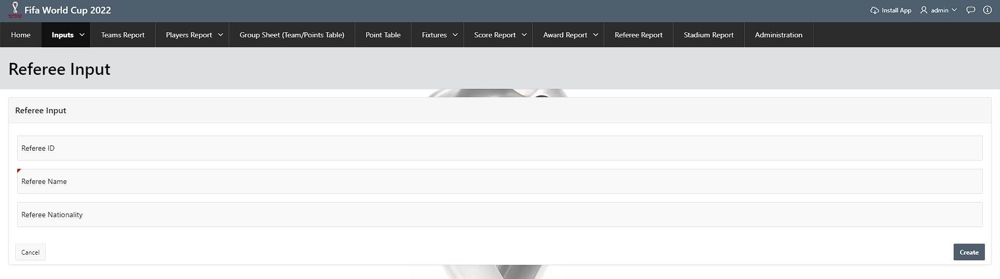 Fifa World Cup 2022
Install App admin
Home Inputs Teams Report Players Report Group Sheet (Team/Points Table) Point Table Fixtures Score Report Award Report Referee Report Stadium Report Administration
Referee Input
Referee Input
Referee ID
Referee Name
Referee Nationality
Cancel Create